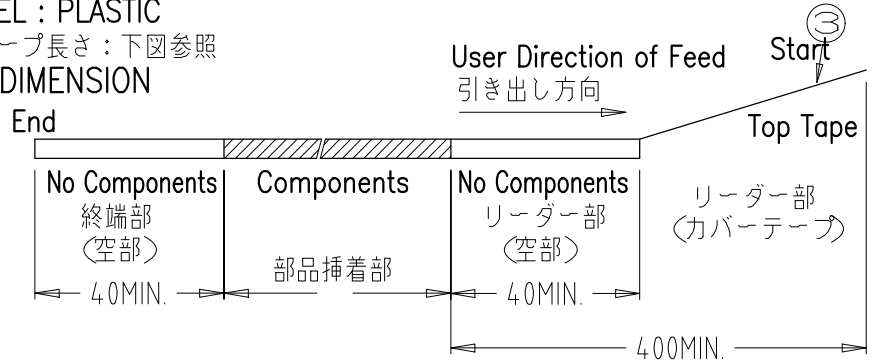 EL : PLASTIC
ープ長さ : 下図参照
DIMENSION
③
User Direction of Feed
Start
引き出し方向
End
Top Tape
No Components
Components
No Components
終端部
(空部)
部品挿着部
リーダー部
(空部)
リーダー部
(カバーテープ)
40MIN.
40MIN.
400MIN.